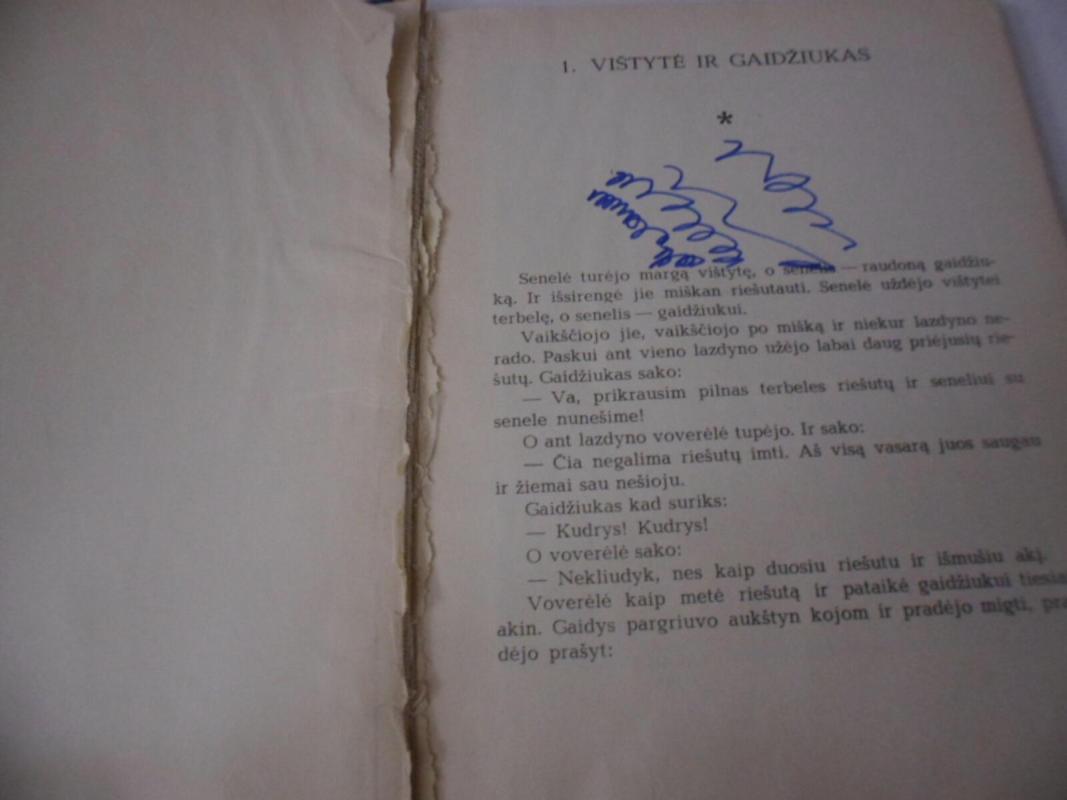 1. VIŠTYTĖ IR GAIDŽIUKAS
*
Senelė turėjo margą vištytę, o senelis — raudoną gaidžiu-
ką. Ir išsirengė jie miškan riešutauti. Senelė uždėjo vištytei
terbelę, o senelis — gaidžiukui.
Vaikščiojo jie, vaikščiojo po mišką ir niekur lazdyno ne-
rado. Paskui ant vieno lazdyno užėjo labai daug priėjusių rie-
šutų. Gaidžiukas sako:
— Va, prikrausim pilnas terbeles riešutų ir seneliui su
senele nunešime!
O ant lazdyno voverėlė tupėjo. Ir sako:
— Čia negalima riešutų imti. Aš visą vasarą juos saugau
ir žiemai sau nešioju.
Gaidžiukas kad suriks:
— Kudrys! Kudrys!
O voverėlė sako:
— Nekliudyk, nes kaip duosiu riešutu ir išmušiu akį.
Voverėlė kaip metė riešutą ir pataikė gaidžiukui tiesia
akin. Gaidys pargriuvo aukštyn kojom ir pradėjo migti, pra
dėjo prašyt: